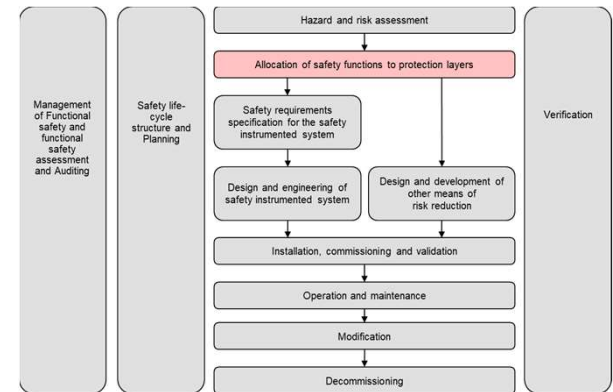 Management
of Functional
safety and
functional
safety
assessment
and Auditing
Safety life-
cycle
structure and
Planning
Hazard and risk assessment
Allocation of safety functions to protection layers
Safety requirements
specification for the safety
instrumented system
Design and engineering of
safety instrumented system
Design and development of
other means of
risk reduction
Installation, commissioning and validation
Operation and maintenance
Modification
Decommissioning
Verification